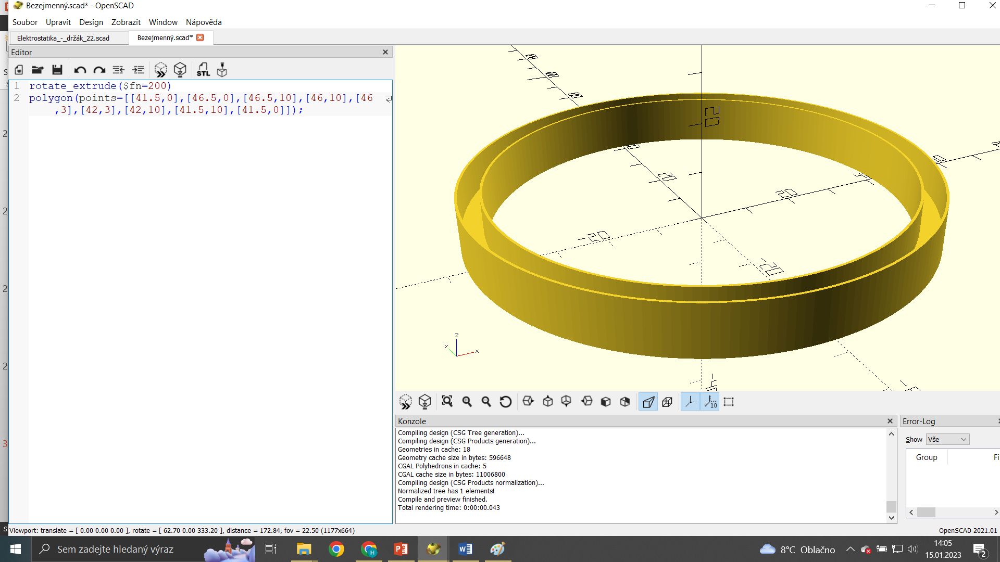 Bezejmenný.scad* - OpenSCAD
Soubor Upravit Design Zobrazit Window Nápověda
Elektrostatika_-_držák_22.scad Bezejmenný.scad*
Editor
STL
1 rotate_extrude($fn=200)
2 polygon(points=[[41.5,0],[46.5,0],[46.5,10],[46,10],[46
,3],[42,3],[42,10],[41.5,10],[41.5,0]]);
20
20
20
-20
z
y
x
10
Konzole
Compiling design (CSG Tree generation)...
Compiling design (CSG Products generation)...
Geometries in cache: 18
Geometry cache size in bytes: 596648
CGAL Polyhedrons in cache: 5
CGAL cache size in bytes: 11006800
Compiling design (CSG Products normalization)...
Normalized tree has 1 elements!
Compile and preview finished.
Total rendering time: 0:00:00.043
Error-Log
Show Vše
Group Fi
Viewport: translate = [ 0.00 0.00 0.00 ], rotate = [ 62.70 0.00 333.20 ], distance = 172.84, fov = 22.50 (1177x664)
OpenSCAD 2021.01
Sem zadejte hledaný výraz
8°C Oblačno
14:05
15.01.2023
2